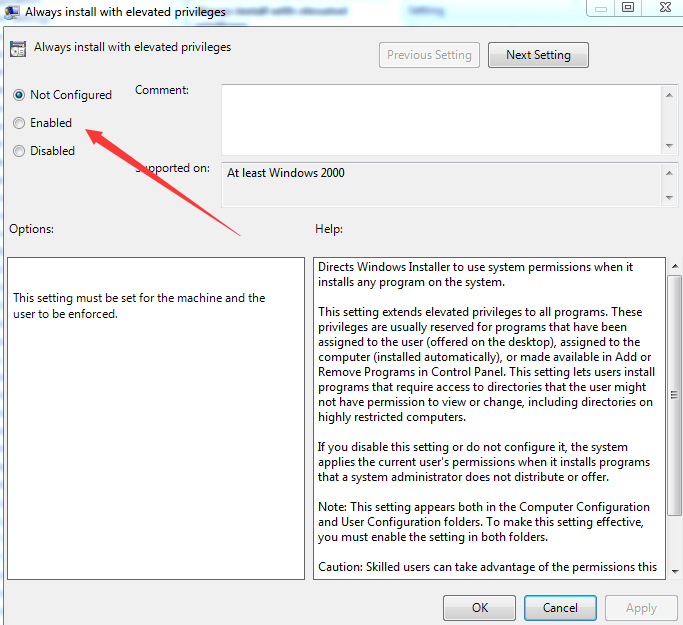 Always install with elevated privileges
Always install with elevated privileges
Previous Setting
Next Setting
Not Configured
Comment:
Enabled
Disabled
Supported on:
At least Windows 2000
Options:
Help:
This setting must be set for the machine and the
user to be enforced.
Directs Windows Installer to use system permissions when it
installs any program on the system.
This setting extends elevated privileges to all programs. These
privileges are usually reserved for programs that have been
assigned to the user (offered on the desktop), assigned to the
computer (installed automatically), or made available in Add or
Remove Programs in Control Panel. This setting lets users install
programs that require access to directories that the user might
not have permission to view or change, including directories on
highly restricted computers.
If you disable this setting or do not configure it, the system
applies the current user's permissions when it installs programs
that a system administrator does not distribute or offer.
Note: This setting appears both in the Computer Configuration
and User Configuration folders. To make this setting effective,
you must enable the setting in both folders.
Caution: Skilled users can take advantage of the permissions this
OK
Cancel
Apply